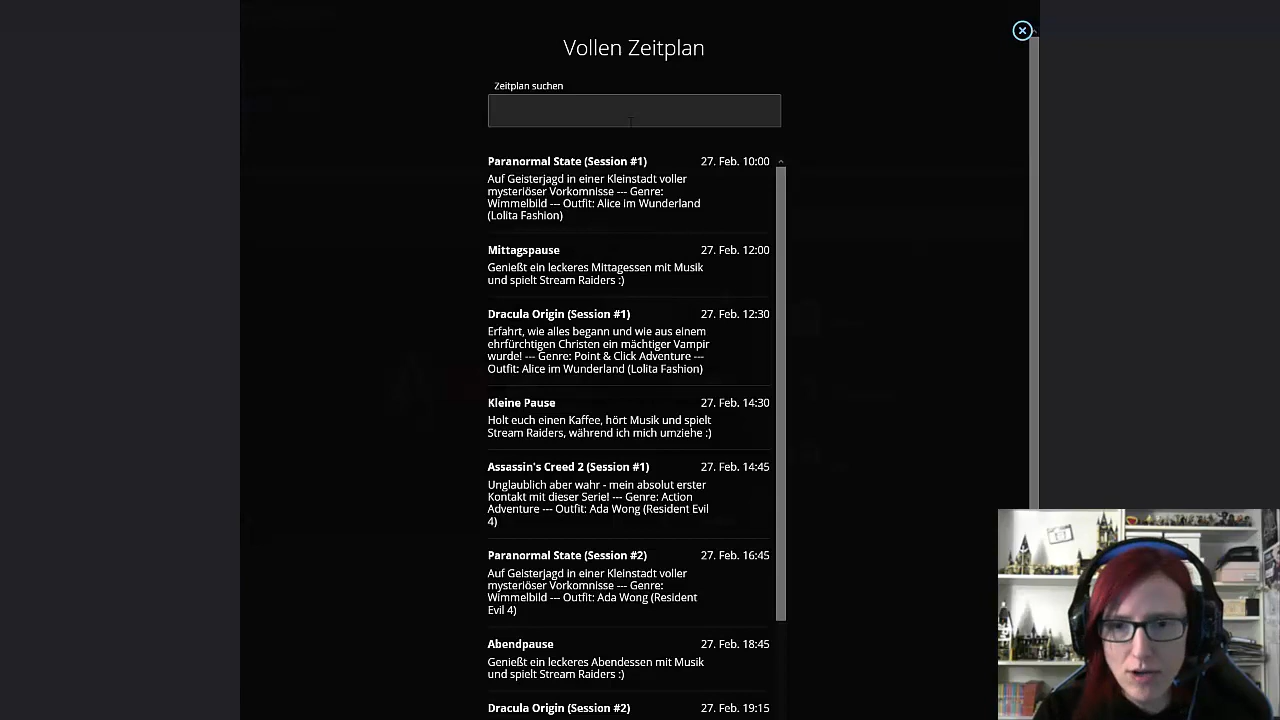 Vollen Zeitplan
Zeitplan suchen
Paranormal State (Session #1) 27. Feb. 10:00
Auf Geisterjagd in einer Kleinstadt voller
mysteriöser Vorkomnisse --- Genre:
Wimmelbild --- Outfit: Alice im Wunderland
(Lolita Fashion)
Mittagspause 27. Feb. 12:00
Genießt ein leckeres Mittagessen mit Musik
und spielt Stream Raiders :)
Dracula Origin (Session #1) 27. Feb. 12:30
Erfahrt, wie alles begann und wie aus einem
ehrfürchtigen Christen ein mächtiger Vampir
wurde! --- Genre: Point & Click Adventure ---
Outfit: Alice im Wunderland (Lolita Fashion)
Kleine Pause 27. Feb. 14:30
Holt euch einen Kaffee, hört Musik und spielt
Stream Raiders, während ich mich umziehe :)
Assassin's Creed 2 (Session #1) 27. Feb. 14:45
Unglaublich aber wahr - mein absolut erster
Kontakt mit dieser Serie! --- Genre: Action
Adventure --- Outfit: Ada Wong (Resident Evil
4)
Paranormal State (Session #2) 27. Feb. 16:45
Auf Geisterjagd in einer Kleinstadt voller
mysteriöser Vorkomnisse --- Genre:
Wimmelbild --- Outfit: Ada Wong (Resident
Evil 4)
Abendpause 27. Feb. 18:45
Genießt ein leckeres Abendessen mit Musik
und spielt Stream Raiders :)
Dracula Origin (Session #2) 27. Feb. 19:15